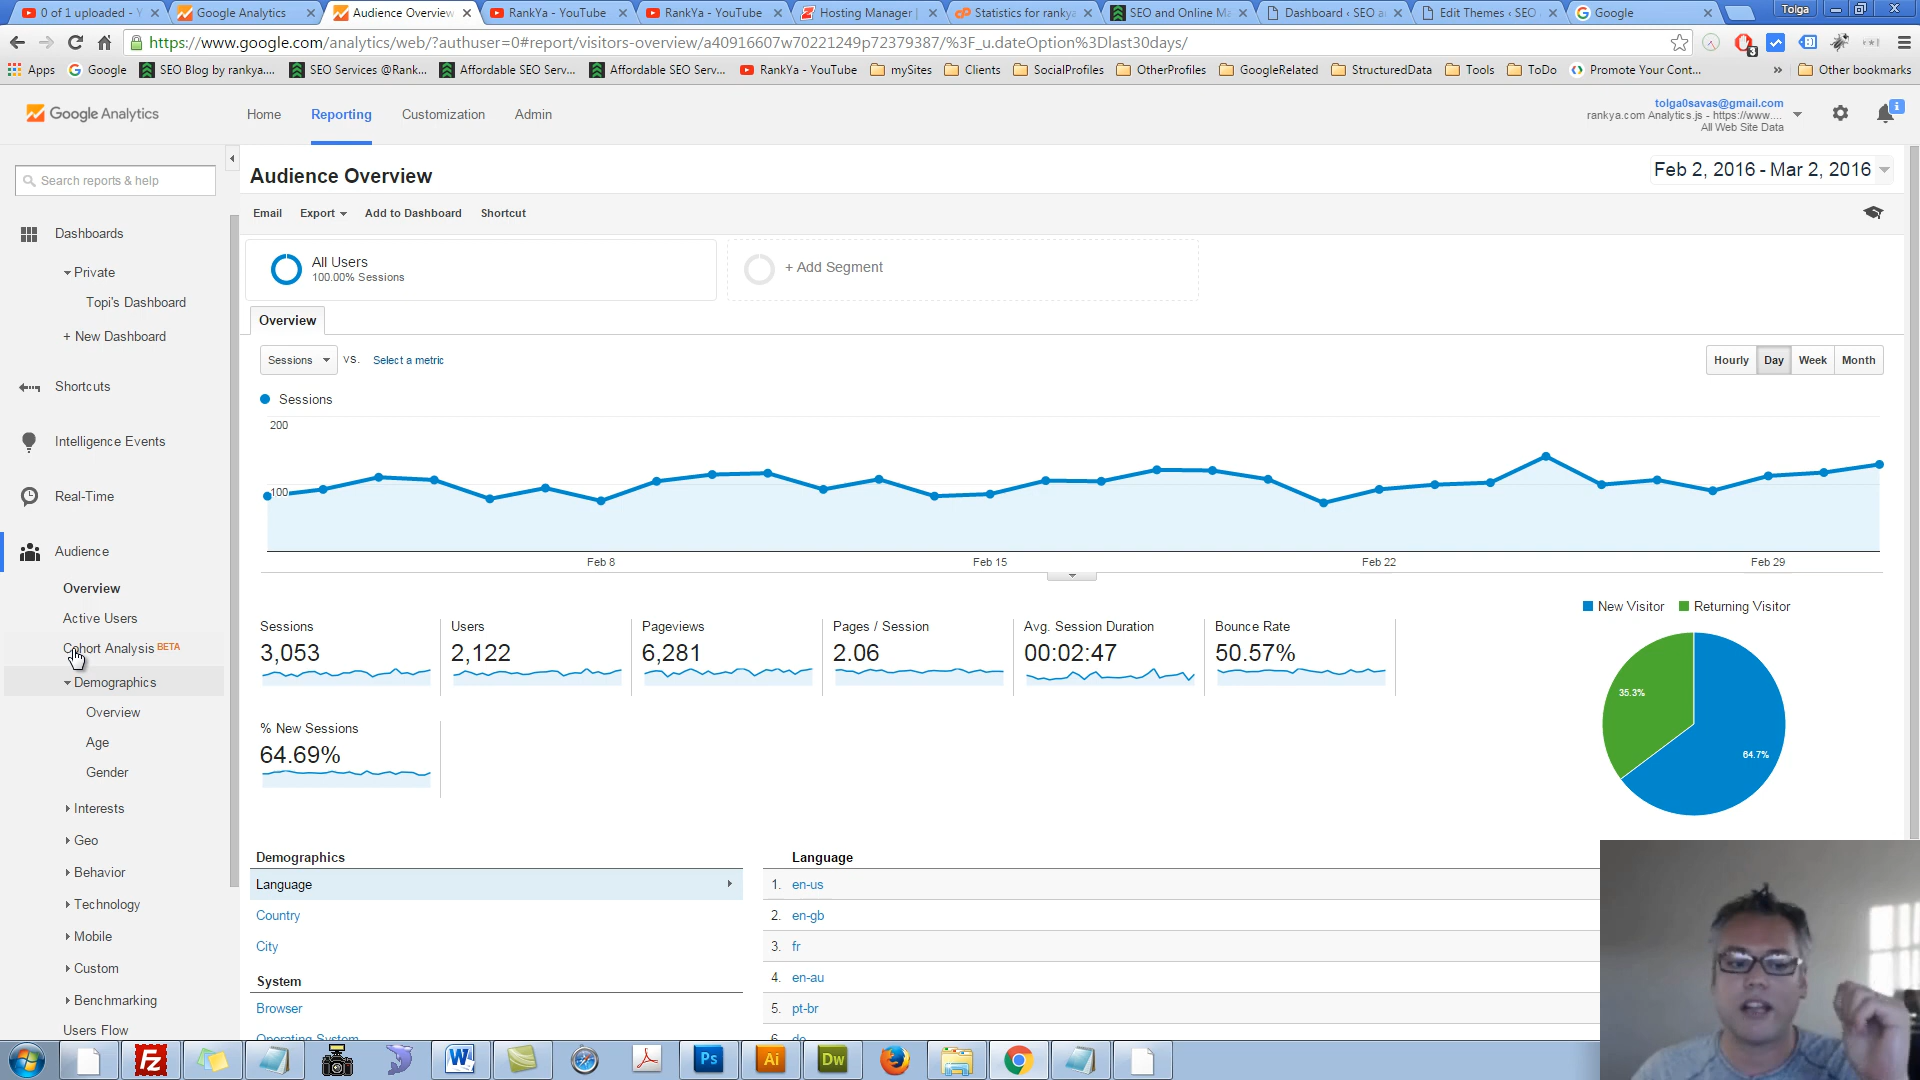 0 of 1 uploaded - Y
Google Analytics
Audience Overview
RankYa - YouTube
RankYa - YouTube
Hosting Manager |
Statistics for rankya
SEO and Online Ma
Dashboard ‹ SEO a
Edit Themes ‹ SEO
Google
Tolga
https://www.google.com/analytics/web/?authuser=0#report/visitors-overview/a40916607w70221249p72379387/%3F_u.dateOption%3Dlast30days/
3
Apps
Google
SEO Blog by rankya....
SEO Services @Rank...
Affordable SEO Serv...
Affordable SEO Serv...
RankYa - YouTube
mySites
Clients
SocialProfiles
OtherProfiles
GoogleRelated
StructuredData
Tools
ToDo
Promote Your Cont...
»
Other bookmarks
Google Analytics
Home
Reporting
Customization
Admin
tolga0savas@gmail.com
rankya.com Analytics.js - https://www....
All Web Site Data
Search reports & help
Dashboards
Private
Topi's Dashboard
+ New Dashboard
Shortcuts
Intelligence Events
Real-Time
Audience
Overview
Active Users
Cohort Analysis BETA
Demographics
Overview
Age
Gender
Interests
Geo
Behavior
Technology
Mobile
Custom
Benchmarking
Users Flow
Audience Overview
Feb 2, 2016 - Mar 2, 2016
Email
Export
Add to Dashboard
Shortcut
All Users
100.00% Sessions
+ Add Segment
Overview
Sessions
VS.
Select a metric
Hourly
Day
Week
Month
Sessions
200
100
Feb 8
Feb 15
Feb 22
Feb 29
Sessions
3,053
Users
2,122
Pageviews
6,281
Pages / Session
2.06
Avg. Session Duration
00:02:47
Bounce Rate
50.57%
% New Sessions
64.69%
New Visitor
Returning Visitor
35.3%
64.7%
Demographics
Language
Country
City
System
Browser
Operating System
Language
1. en-us
2. en-gb
3. fr
4. en-au
5. pt-br
6. de
Fz
W
Ps
Ai
Dw